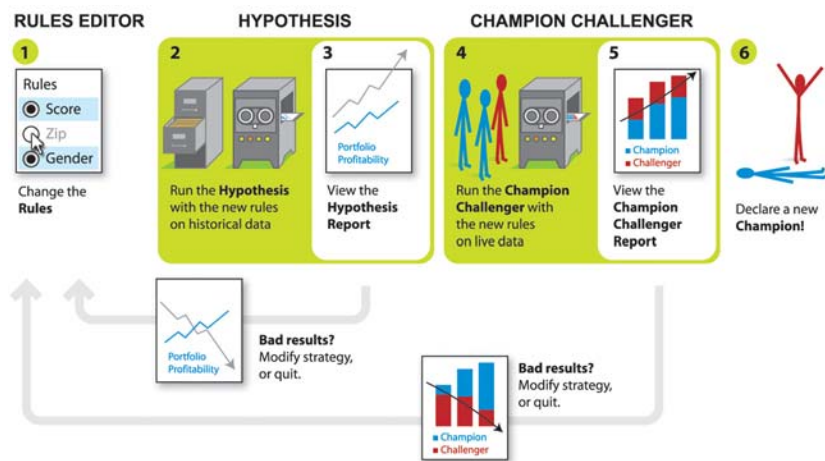 RULES EDITOR
HYPOTHESIS
CHAMPION CHALLENGER
1
Rules
Score
Zip
Gender
Change the
Rules
2
Run the Hypothesis
with the new rules
on historical data
3
Portfolio
Profitability
View the
Hypothesis
Report
4
Run the Champion
Challenger with
the new rules
on live data
5
Champion
Challenger
View the
Champion
Challenger
Report
6
Declare a new
Champion!
Portfolio
Profitability
Bad results?
Modify strategy,
or quit.
Champion
Challenger
Bad results?
Modify strategy,
or quit.